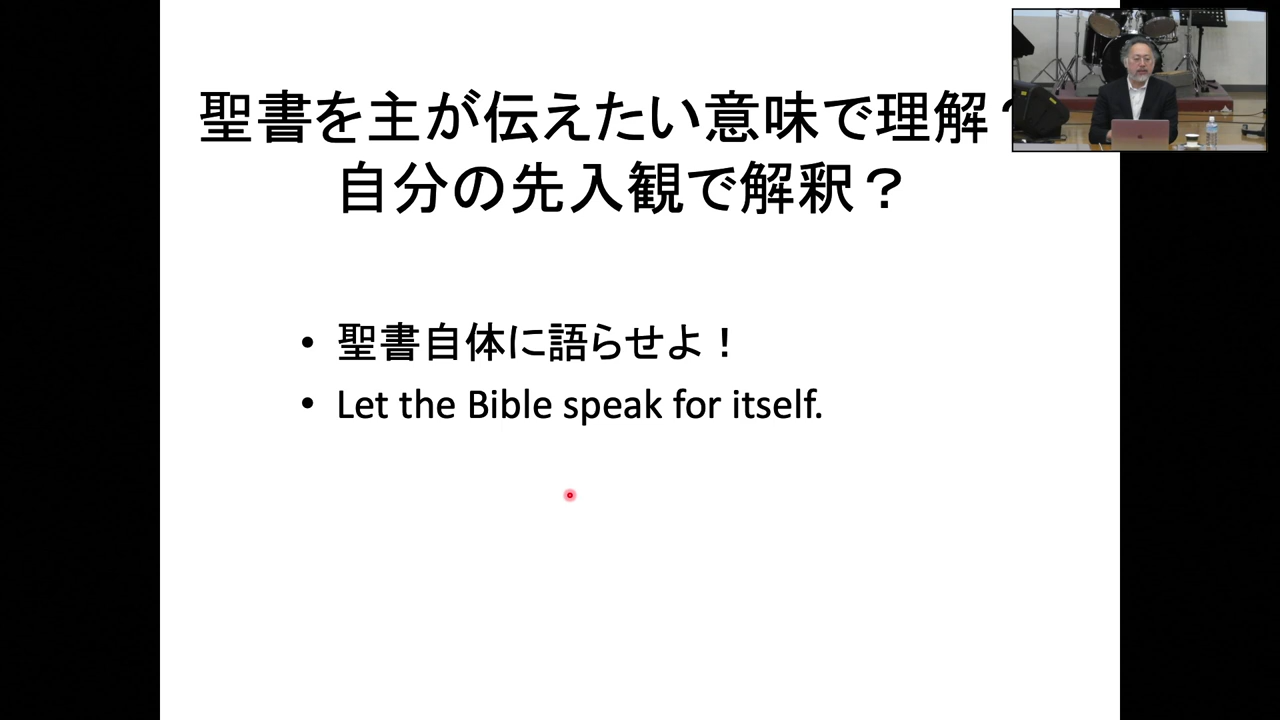 聖書を主が伝えたい意味で理解？
自分の先入観で解釈？
• 聖書自体に語らせよ！
• Let the Bible speak for itself.